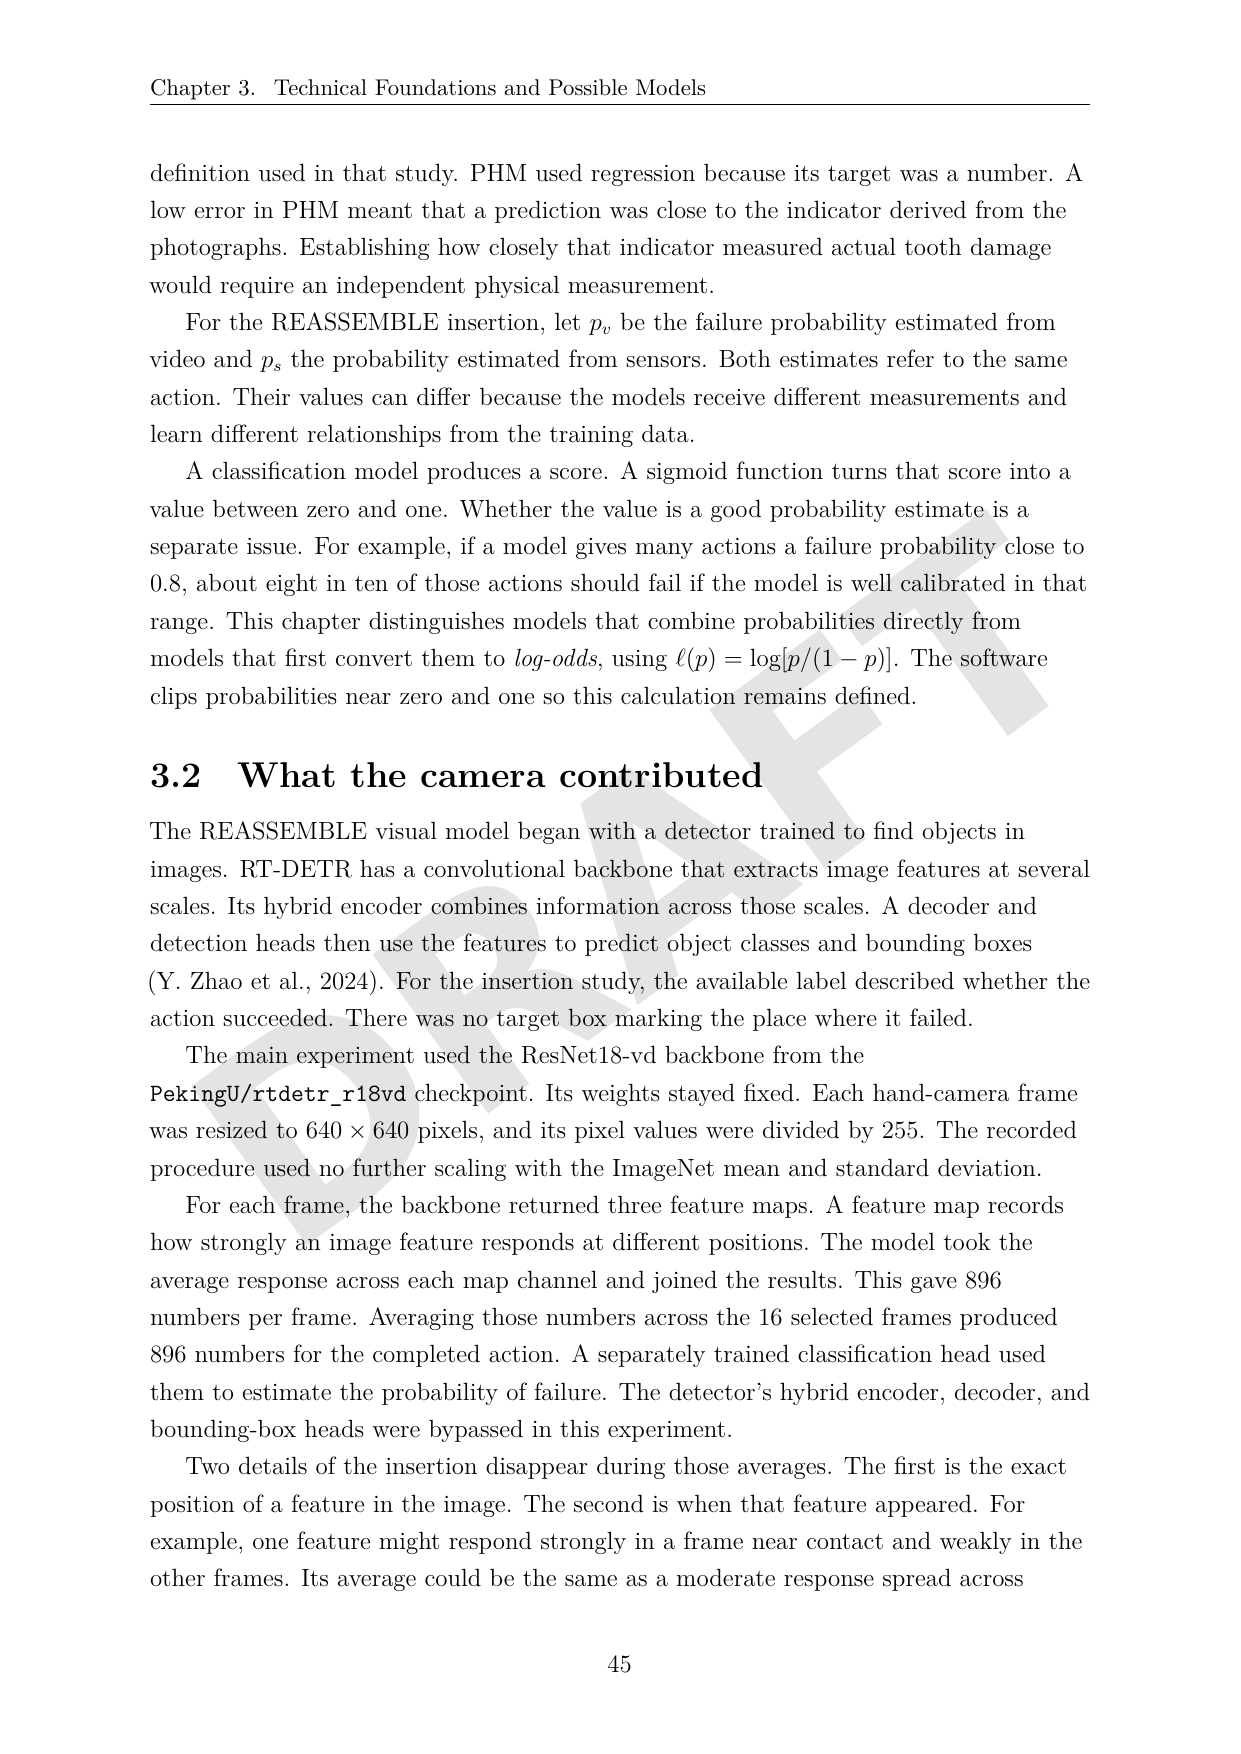 Chapter 3. Technical Foundations and Possible Models
definition used in that study. PHM used regression because its target was a number. A
low error in PHM meant that a prediction was close to the indicator derived from the
photographs. Establishing how closely that indicator measured actual tooth damage
would require an independent physical measurement.
For the REASSEMBLE insertion, let p_v be the failure probability estimated from
video and p_s the probability estimated from sensors. Both estimates refer to the same
action. Their values can differ because the models receive different measurements and
learn different relationships from the training data.
A classification model produces a score. A sigmoid function turns that score into a
value between zero and one. Whether the value is a good probability estimate is a
separate issue. For example, if a model gives many actions a failure probability close to
0.8, about eight in ten of those actions should fail if the model is well calibrated in that
range. This chapter distinguishes models that combine probabilities directly from
models that first convert them to log-odds, using ℓ(p) = log[p/(1 − p)]. The software
clips probabilities near zero and one so this calculation remains defined.
3.2 What the camera contributed
The REASSEMBLE visual model began with a detector trained to find objects in
images. RT-DETR has a convolutional backbone that extracts image features at several
scales. Its hybrid encoder combines information across those scales. A decoder and
detection heads then use the features to predict object classes and bounding boxes
(Y. Zhao et al., 2024). For the insertion study, the available label described whether the
action succeeded. There was no target box marking the place where it failed.
The main experiment used the ResNet18-vd backbone from the
PekingU/rtdetr_r18vd checkpoint. Its weights stayed fixed. Each hand-camera frame
was resized to 640 × 640 pixels, and its pixel values were divided by 255. The recorded
procedure used no further scaling with the ImageNet mean and standard deviation.
For each frame, the backbone returned three feature maps. A feature map records
how strongly an image feature responds at different positions. The model took the
average response across each map channel and joined the results. This gave 896
numbers per frame. Averaging those numbers across the 16 selected frames produced
896 numbers for the completed action. A separately trained classification head used
them to estimate the probability of failure. The detector's hybrid encoder, decoder, and
bounding-box heads were bypassed in this experiment.
Two details of the insertion disappear during those averages. The first is the exact
position of a feature in the image. The second is when that feature appeared. For
example, one feature might respond strongly in a frame near contact and weakly in the
other frames. Its average could be the same as a moderate response spread across
45
DRAFT